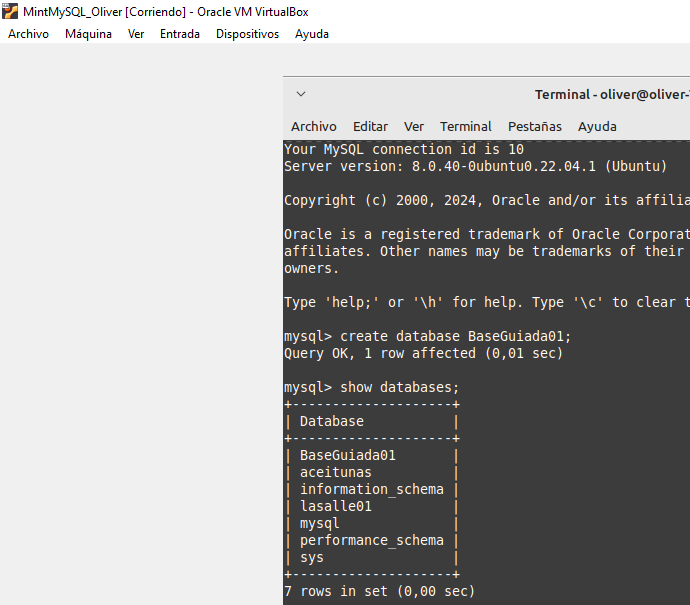 MintMySQL_Oliver [Corriendo] - Oracle VM VirtualBox
Archivo Máquina Ver Entrada Dispositivos Ayuda
Terminal - oliver@oliver-
Archivo Editar Ver Terminal Pestañas Ayuda
Your MySQL connection id is 10
Server version: 8.0.40-0ubuntu0.22.04.1 (Ubuntu)
Copyright (c) 2000, 2024, Oracle and/or its affilia
Oracle is a registered trademark of Oracle Corporat
affiliates. Other names may be trademarks of their
owners.
Type 'help;' or '\h' for help. Type '\c' to clear t
mysql> create database BaseGuiada01;
Query OK, 1 row affected (0,01 sec)
mysql> show databases;
+--------------------+
| Database           |
+--------------------+
| BaseGuiada01       |
| aceitunas          |
| information_schema |
| lasalle01          |
| mysql              |
| performance_schema |
| sys                |
+--------------------+
7 rows in set (0,00 sec)